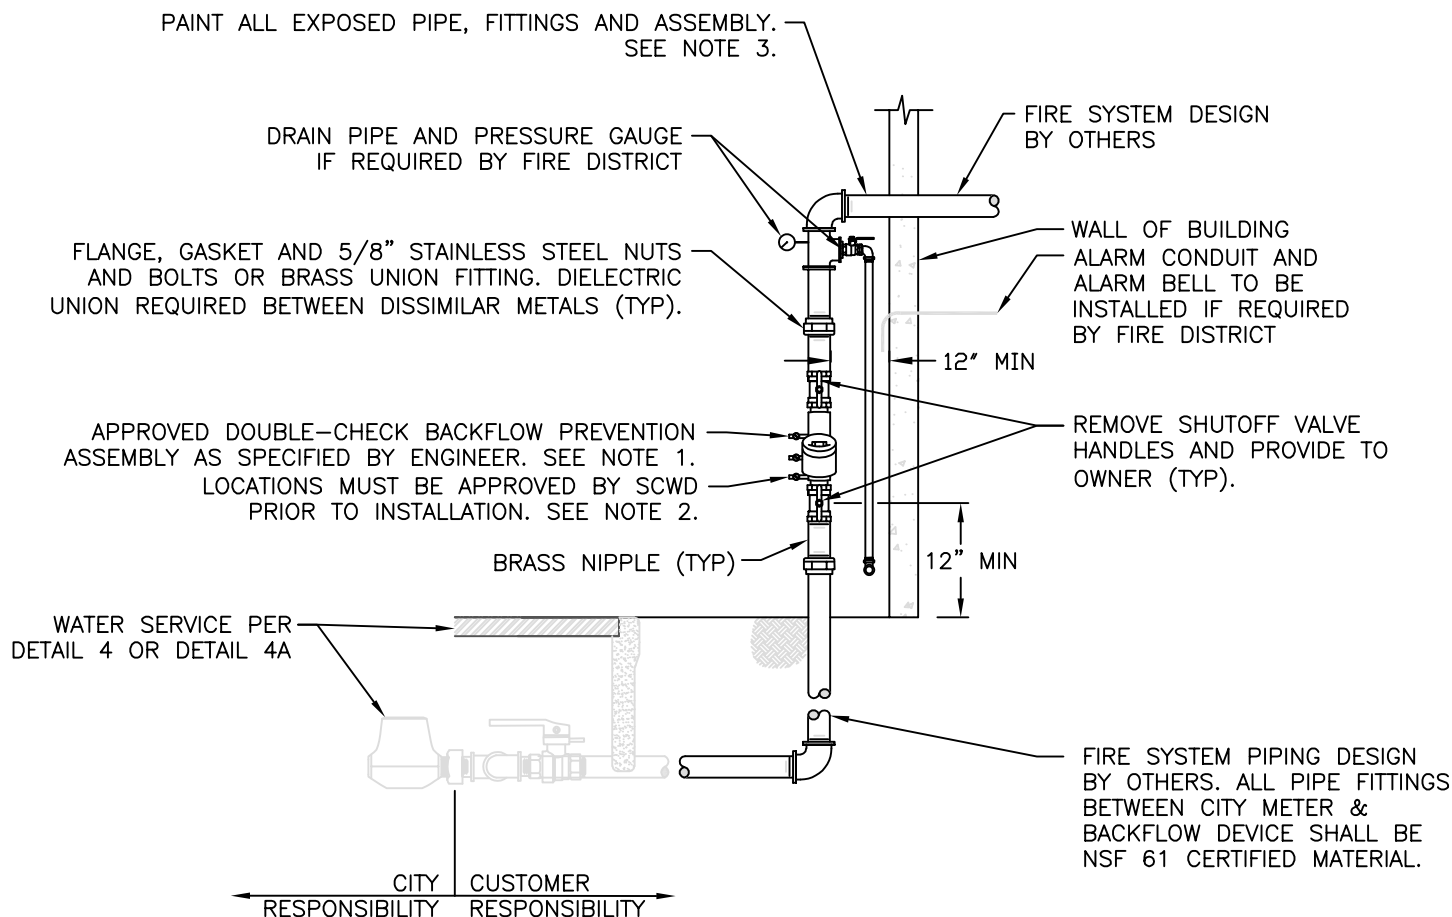 PAINT ALL EXPOSED PIPE, FITTINGS AND ASSEMBLY.
SEE NOTE 3.
FIRE SYSTEM DESIGN
BY OTHERS
DRAIN PIPE AND PRESSURE GAUGE
IF REQUIRED BY FIRE DISTRICT
WALL OF BUILDING
FLANGE, GASKET AND 5/8" STAINLESS STEEL NUTS
AND BOLTS OR BRASS UNION FITTING. DIELECTRIC
UNION REQUIRED BETWEEN DISSIMILAR METALS (TYP).
ALARM CONDUIT AND
ALARM BELL TO BE
INSTALLED IF REQUIRED
BY FIRE DISTRICT
12" MIN
APPROVED DOUBLE-CHECK BACKFLOW PREVENTION
ASSEMBLY AS SPECIFIED BY ENGINEER. SEE NOTE 1.
LOCATIONS MUST BE APPROVED BY SCWD
PRIOR TO INSTALLATION. SEE NOTE 2.
REMOVE SHUTOFF VALVE
HANDLES AND PROVIDE TO
OWNER (TYP).
BRASS NIPPLE (TYP)
12" MIN
WATER SERVICE PER
DETAIL 4 OR DETAIL 4A
FIRE SYSTEM PIPING DESIGN
BY OTHERS. ALL PIPE FITTINGS
BETWEEN CITY METER &
BACKFLOW DEVICE SHALL BE
NSF 61 CERTIFIED MATERIAL.
CITY
RESPONSIBILITY
CUSTOMER
RESPONSIBILITY